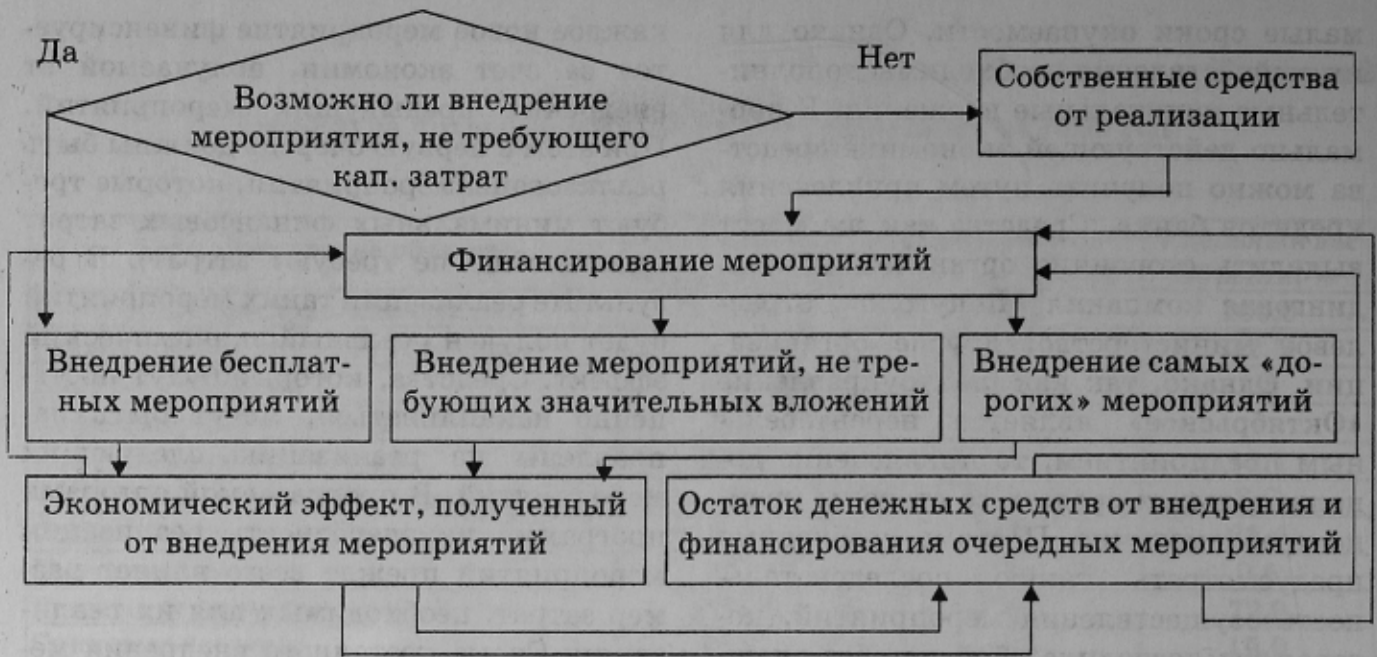 Да
Нет
Возможно ли внедрение
мероприятия, не требующего
кап. затрат
Собственные средства
от реализации
Финансирование мероприятий
Внедрение бесплат-
ных мероприятий
Внедрение мероприятий, не тре-
бующих значительных вложений
Внедрение самых «до-
рогих» мероприятий
Экономический эффект, полученный
от внедрения мероприятий
Остаток денежных средств от внедрения и
финансирования очередных мероприятий